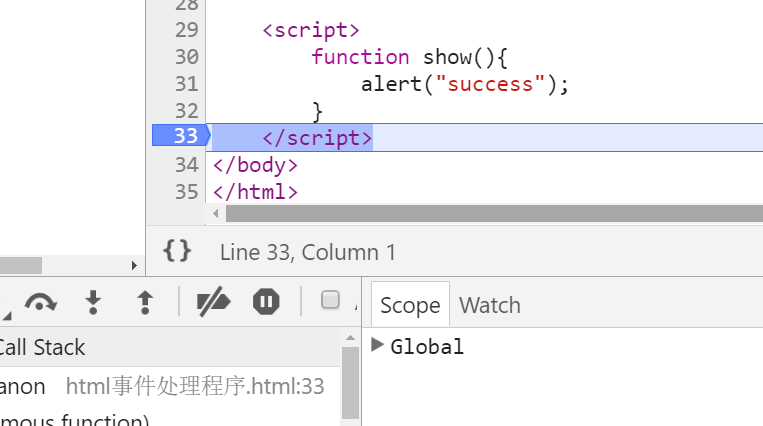 28
29 <script>
30 function show(){
31 alert("success");
32 }
33 </script>
34 </body>
35 </html>
{} Line 33, Column 1
Scope Watch
Call Stack
Global
anon html事件处理程序.html:33
mous function)